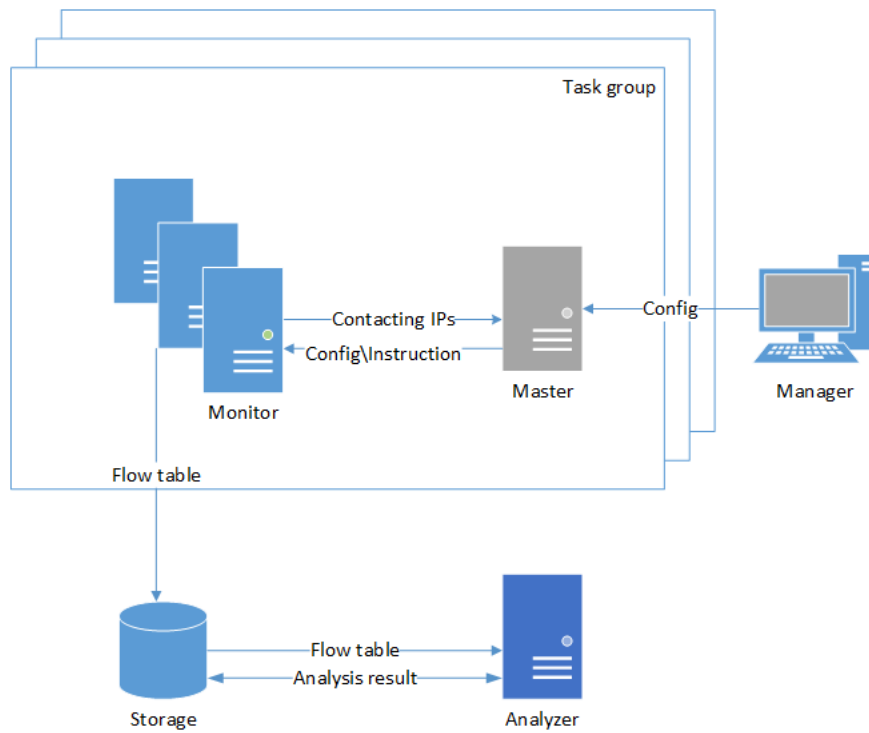 Task group
Contacting IPs
Config
Config\Instruction
Master
Manager
Monitor
Flow table
Flow table
Analysis result
Storage
Analyzer